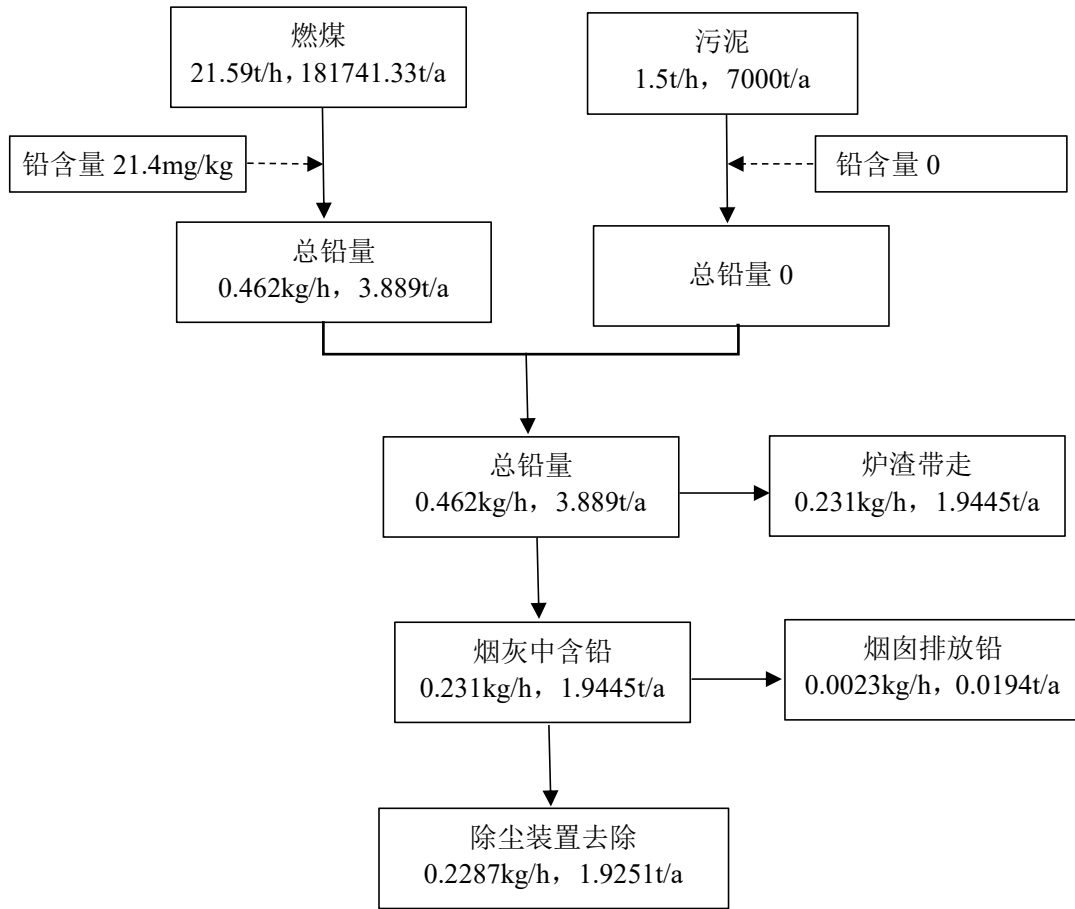 燃煤
21.59t/h，181741.33t/a
污泥
1.5t/h，7000t/a
铅含量 21.4mg/kg
铅含量 0
总铅量
0.462kg/h，3.889t/a
总铅量 0
总铅量
0.462kg/h，3.889t/a
炉渣带走
0.231kg/h，1.9445t/a
烟灰中含铅
0.231kg/h，1.9445t/a
烟囱排放铅
0.0023kg/h，0.0194t/a
除尘装置去除
0.2287kg/h，1.9251t/a